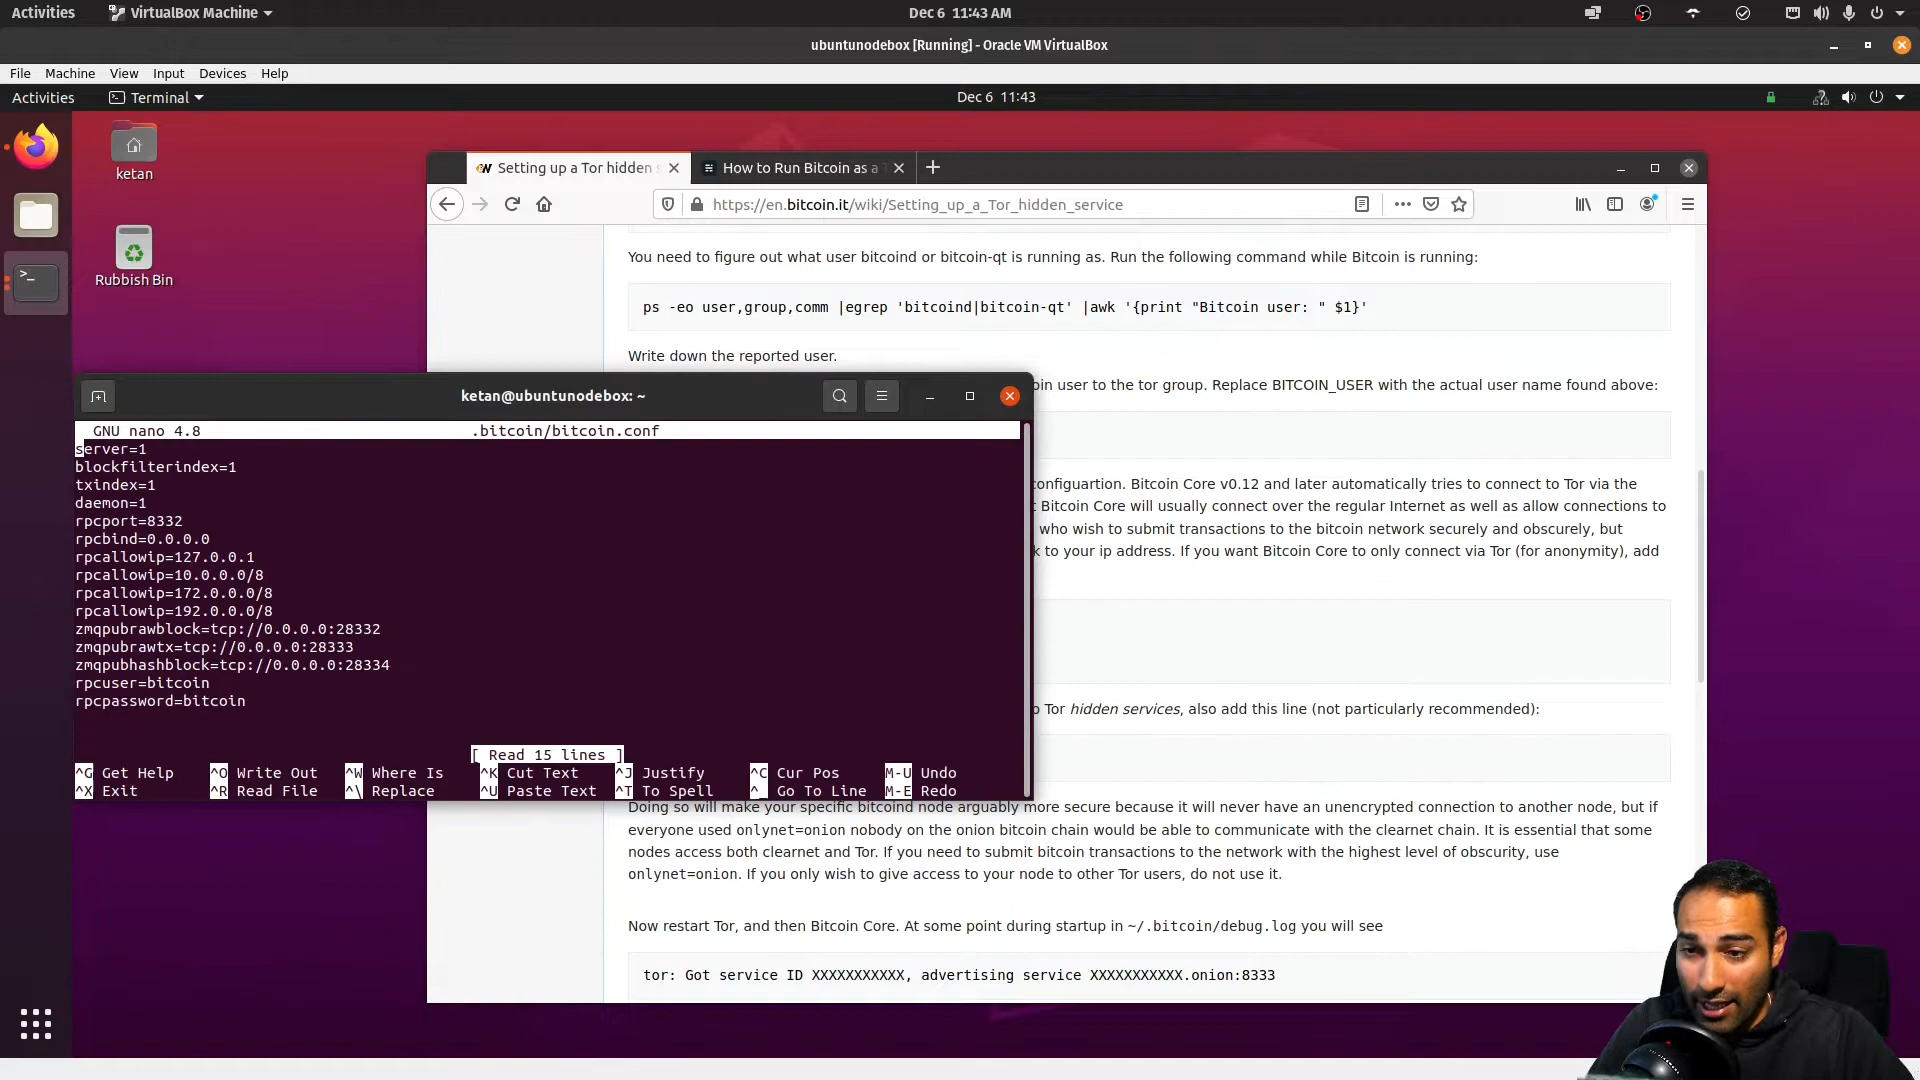 Activities
VirtualBox Machine
Dec 6 11:43 AM
ubuntunodebox [Running] - Oracle VM VirtualBox
File Machine View Input Devices Help
Activities
Terminal
Dec 6 11:43
ketan
Rubbish Bin
Setting up a Tor hidden s
How to Run Bitcoin as a
https://en.bitcoin.it/wiki/Setting_up_a_Tor_hidden_service
You need to figure out what user bitcoind or bitcoin-qt is running as. Run the following command while Bitcoin is running:
ps -eo user,group,comm |egrep 'bitcoind|bitcoin-qt' |awk '{print "Bitcoin user: " $1}'
Write down the reported user.
oin user to the tor group. Replace BITCOIN_USER with the actual user name found above:
onfiguartion. Bitcoin Core v0.12 and later automatically tries to connect to Tor via the
Bitcoin Core will usually connect over the regular Internet as well as allow connections to
who wish to submit transactions to the bitcoin network securely and obscurely, but
k to your ip address. If you want Bitcoin Core to only connect via Tor (for anonymity), add
o Tor hidden services, also add this line (not particularly recommended):
Doing so will make your specific bitcoind node arguably more secure because it will never have an unencrypted connection to another node, but if
everyone used onlynet=onion nobody on the onion bitcoin chain would be able to communicate with the clearnet chain. It is essential that some
nodes access both clearnet and Tor. If you need to submit bitcoin transactions to the network with the highest level of obscurity, use
onlynet=onion. If you only wish to give access to your node to other Tor users, do not use it.
Now restart Tor, and then Bitcoin Core. At some point during startup in ~/.bitcoin/debug.log you will see
tor: Got service ID XXXXXXXXXXX, advertising service XXXXXXXXXXX.onion:8333
ketan@ubuntunodebox: ~
GNU nano 4.8 .bitcoin/bitcoin.conf
server=1
blockfilterindex=1
txindex=1
daemon=1
rpcport=8332
rpcbind=0.0.0.0
rpcallowip=127.0.0.1
rpcallowip=10.0.0.0/8
rpcallowip=172.0.0.0/8
rpcallowip=192.0.0.0/8
zmqpubrawblock=tcp://0.0.0.0:28332
zmqpubrawtx=tcp://0.0.0.0:28333
zmqpubhashblock=tcp://0.0.0.0:28334
rpcuser=bitcoin
rpcpassword=bitcoin
[ Read 15 lines ]
^G Get Help ^O Write Out ^W Where Is ^K Cut Text ^J Justify ^C Cur Pos M-U Undo
^X Exit ^R Read File ^\ Replace ^U Paste Text ^T To Spell ^_ Go To Line M-E Redo